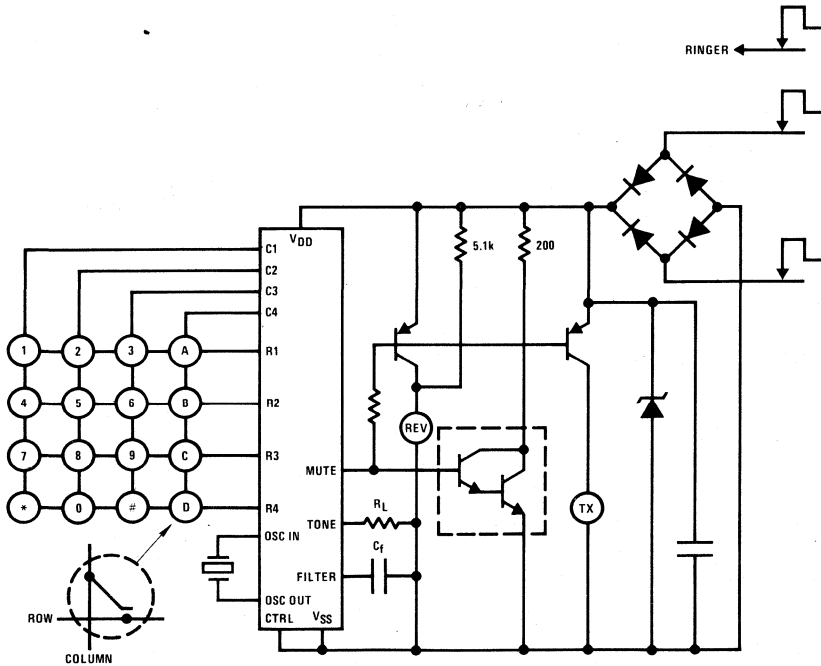 RINGER
VDD
5.1k
200
C1
C2
C3
C4
1 2 3 A
R1
4 5 6 B
R2
REV
7 8 9 C
R3
MUTE
* 0 # D
R4
RL
TONE
TX
OSC IN
Cf
FILTER
OSC OUT
CTRL VSS
ROW
COLUMN